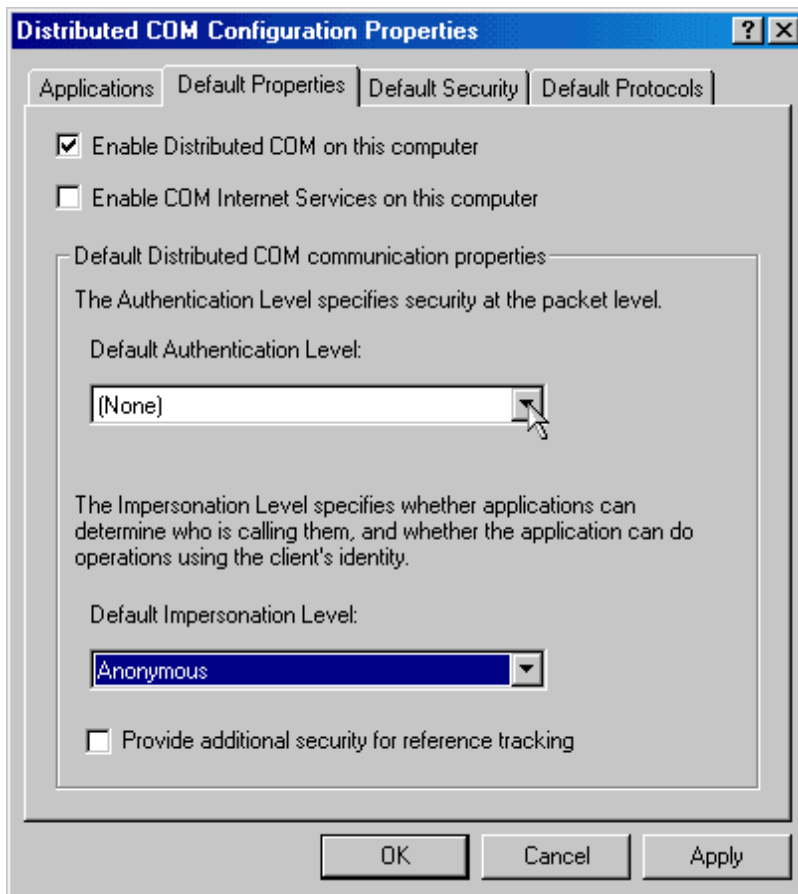 Distributed COM Configuration Properties
Applications
Default Properties
Default Security
Default Protocols
Enable Distributed COM on this computer
Enable COM Internet Services on this computer
Default Distributed COM communication properties
The Authentication Level specifies security at the packet level.
Default Authentication Level:
(None)
The Impersonation Level specifies whether applications can
determine who is calling them, and whether the application can do
operations using the client's identity.
Default Impersonation Level:
Anonymous
Provide additional security for reference tracking
OK
Cancel
Apply